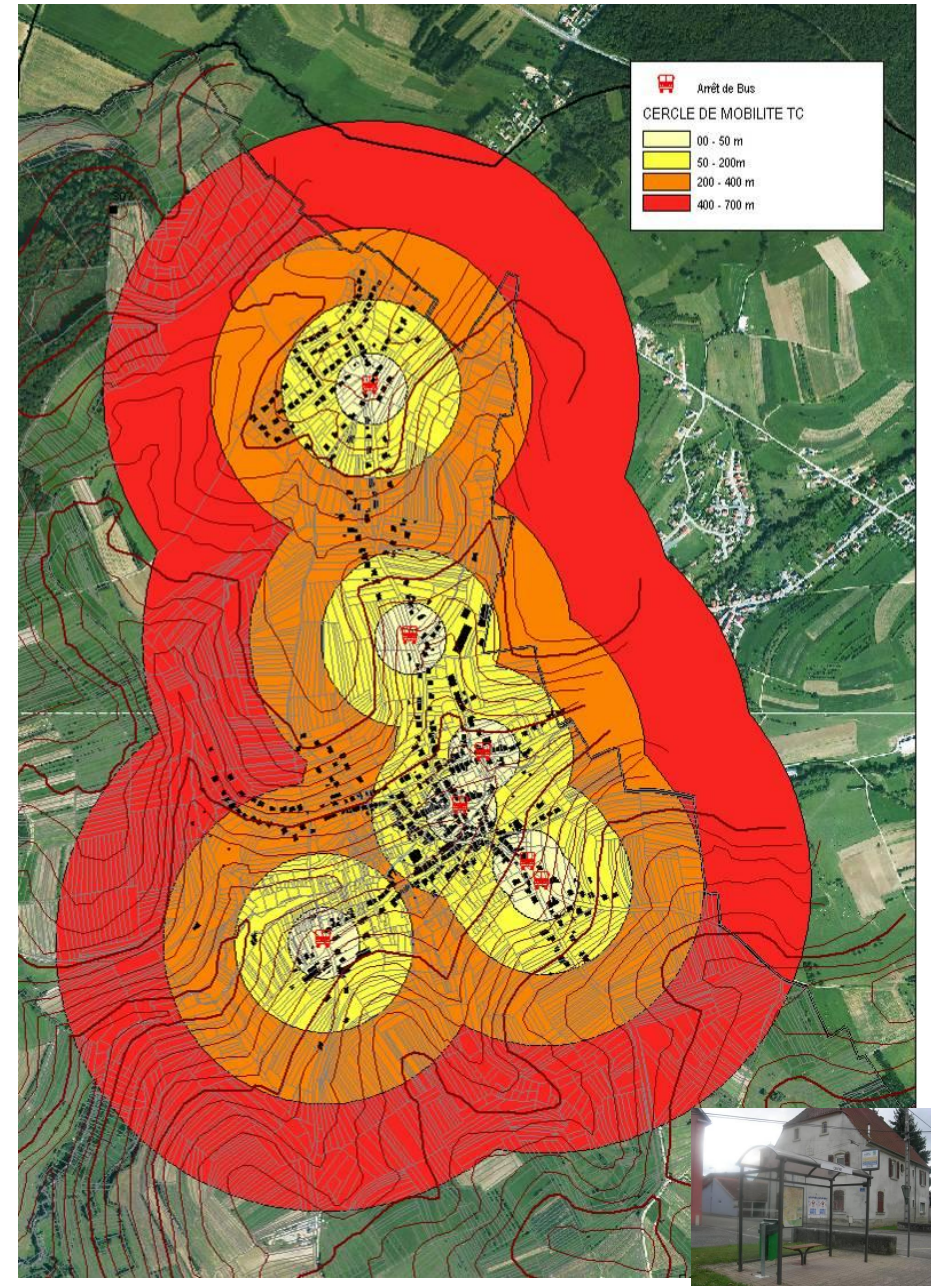 Arrêt de Bus
CERCLE DE MOBILITE TC
00 - 50 m
50 - 200m
200 - 400 m
400 - 700 m